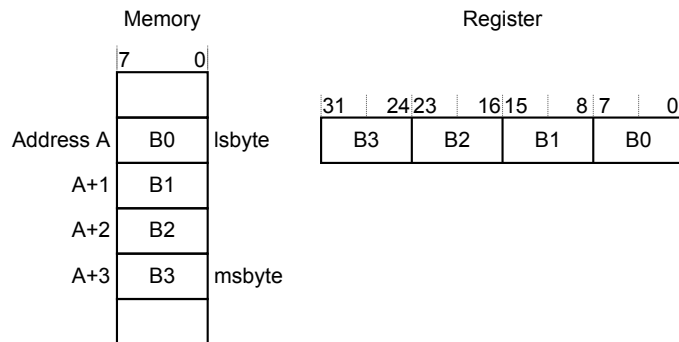 Memory
Register
7 0
31 24 23 16 15 8 7 0
Address A B0 lsbyte
B3 B2 B1 B0
A+1 B1
A+2 B2
A+3 B3 msbyte